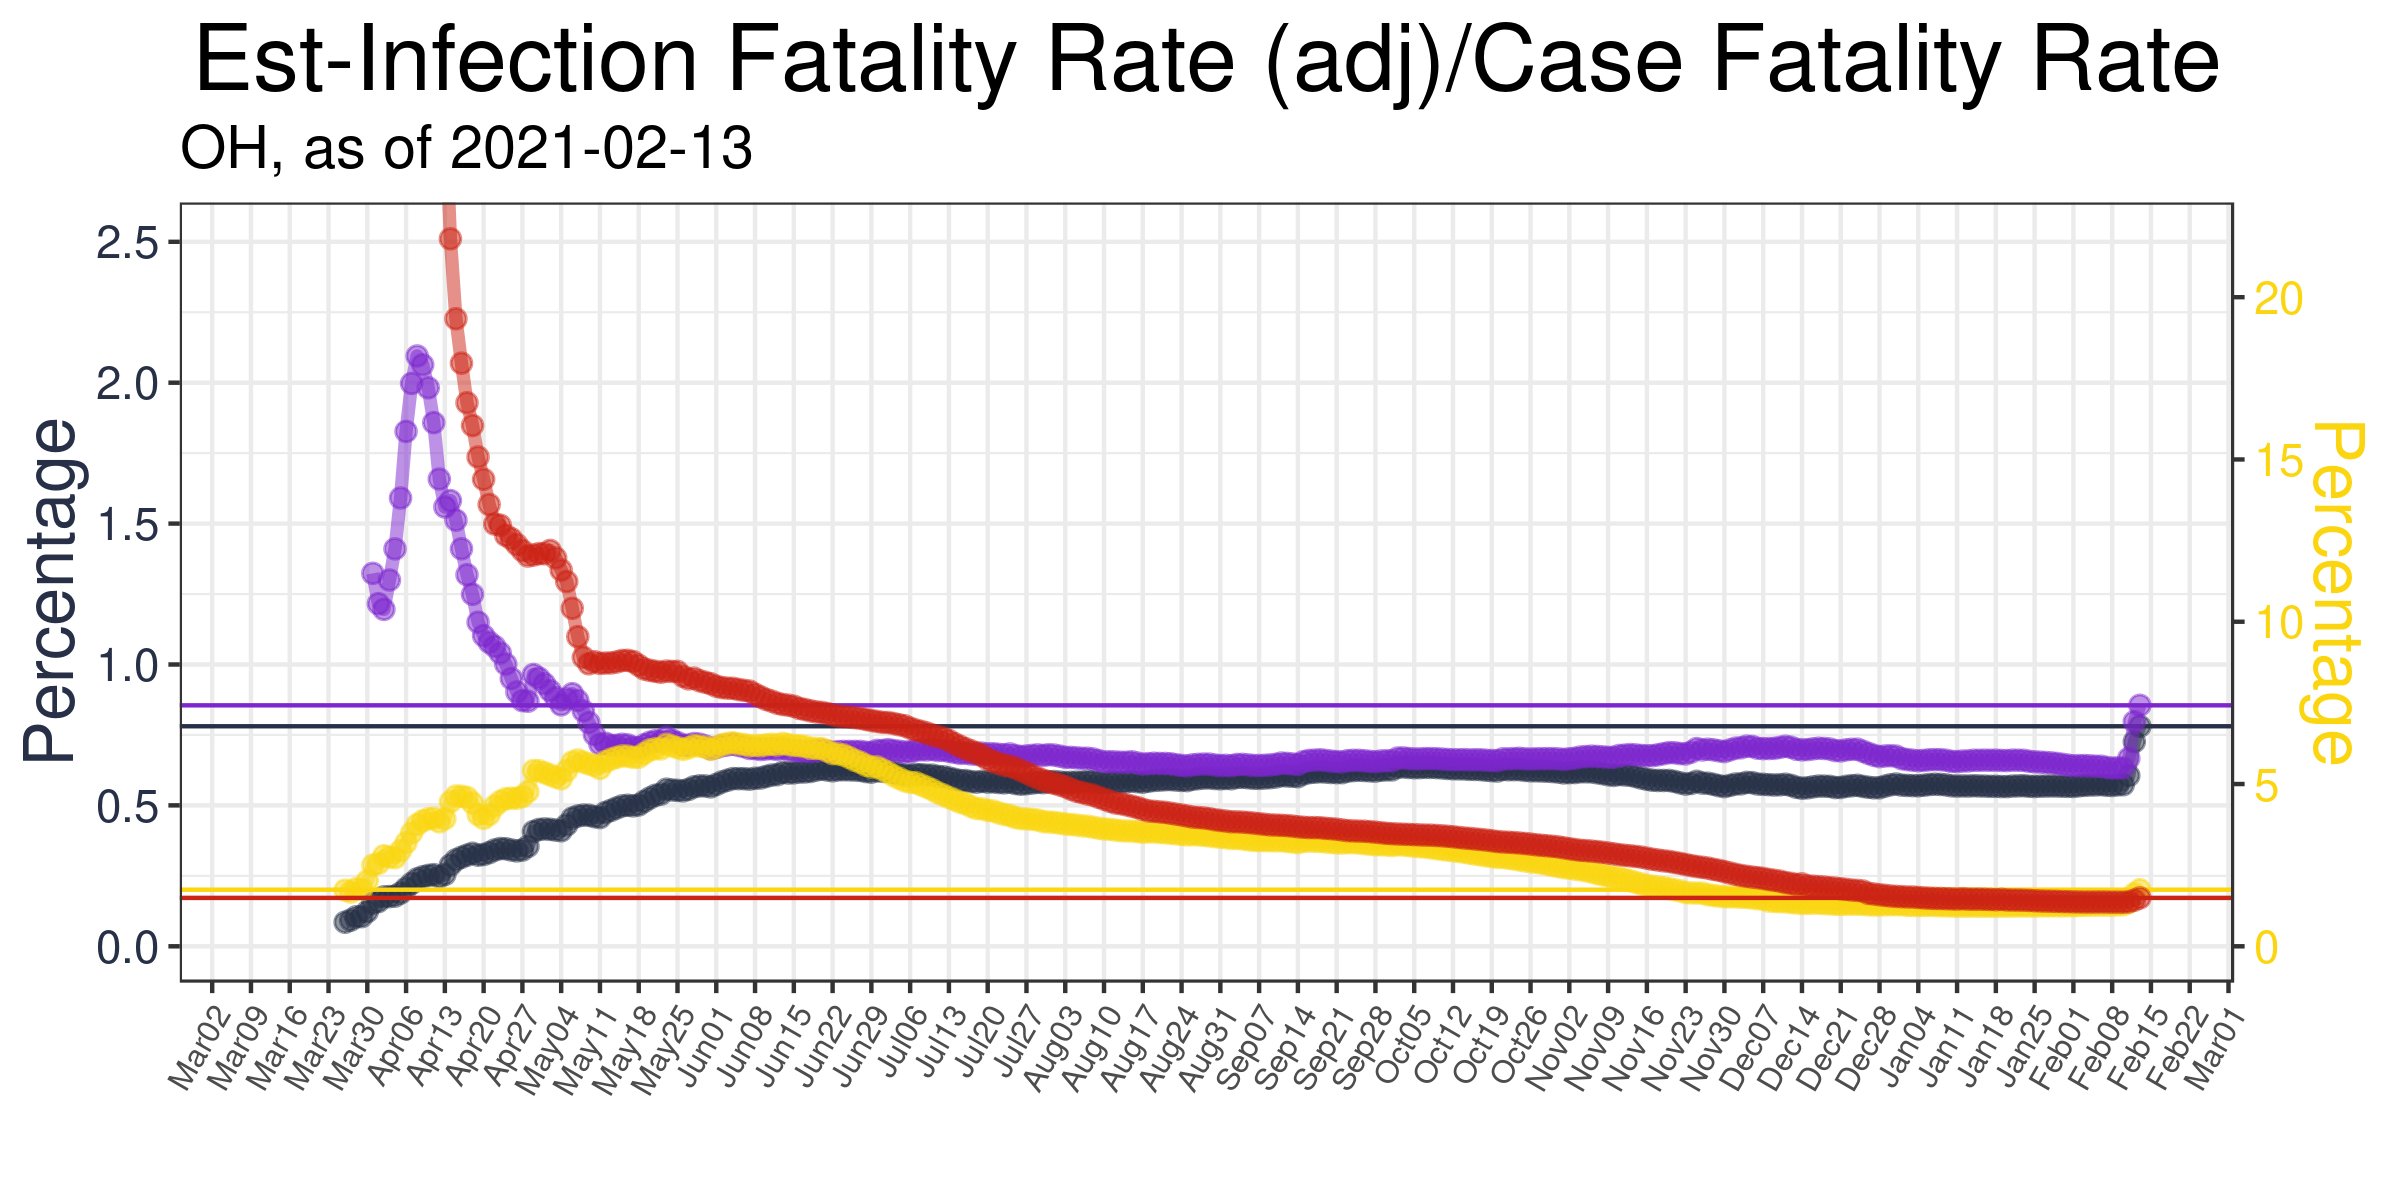 Est-Infection Fatality Rate (adj)/Case Fatality Rate
OH, as of 2021-02-13
Percentage
2.5
2.0
1.5
1.0
0.5
0.0
20
15
10
5
0
Percentage
Mar02
Mar09
Mar16
Mar23
Mar30
Apr06
Apr13
Apr20
Apr27
May04
May11
May18
May25
Jun01
Jun08
Jun15
Jun22
Jun29
Jul06
Jul13
Jul20
Jul27
Aug03
Aug10
Aug17
Aug24
Aug31
Sep07
Sep14
Sep21
Sep28
Oct05
Oct12
Oct19
Oct26
Nov02
Nov09
Nov16
Nov23
Nov30
Dec07
Dec14
Dec21
Dec28
Jan04
Jan11
Jan18
Jan25
Feb01
Feb08
Feb15
Feb22
Mar01